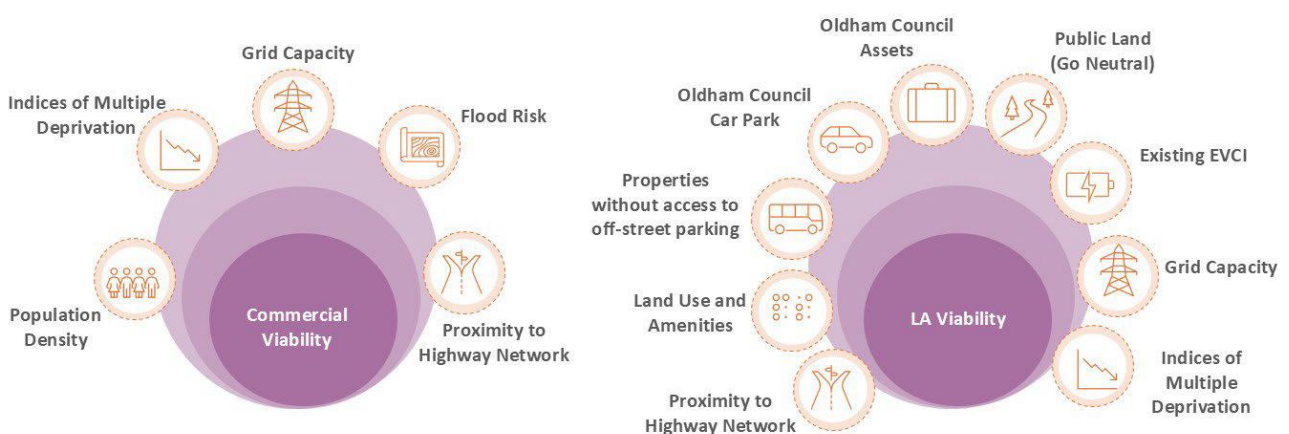 Grid Capacity
Indices of Multiple
Deprivation
Flood Risk
Population
Density
Commercial
Viability
Proximity to
Highway Network
Oldham Council
Assets
Public Land
(Go Neutral)
Oldham Council
Car Park
Existing EVCI
Properties
without access to
off-street parking
Grid Capacity
Land Use and
Amenities
LA Viability
Indices of
Multiple
Deprivation
Proximity to
Highway Network